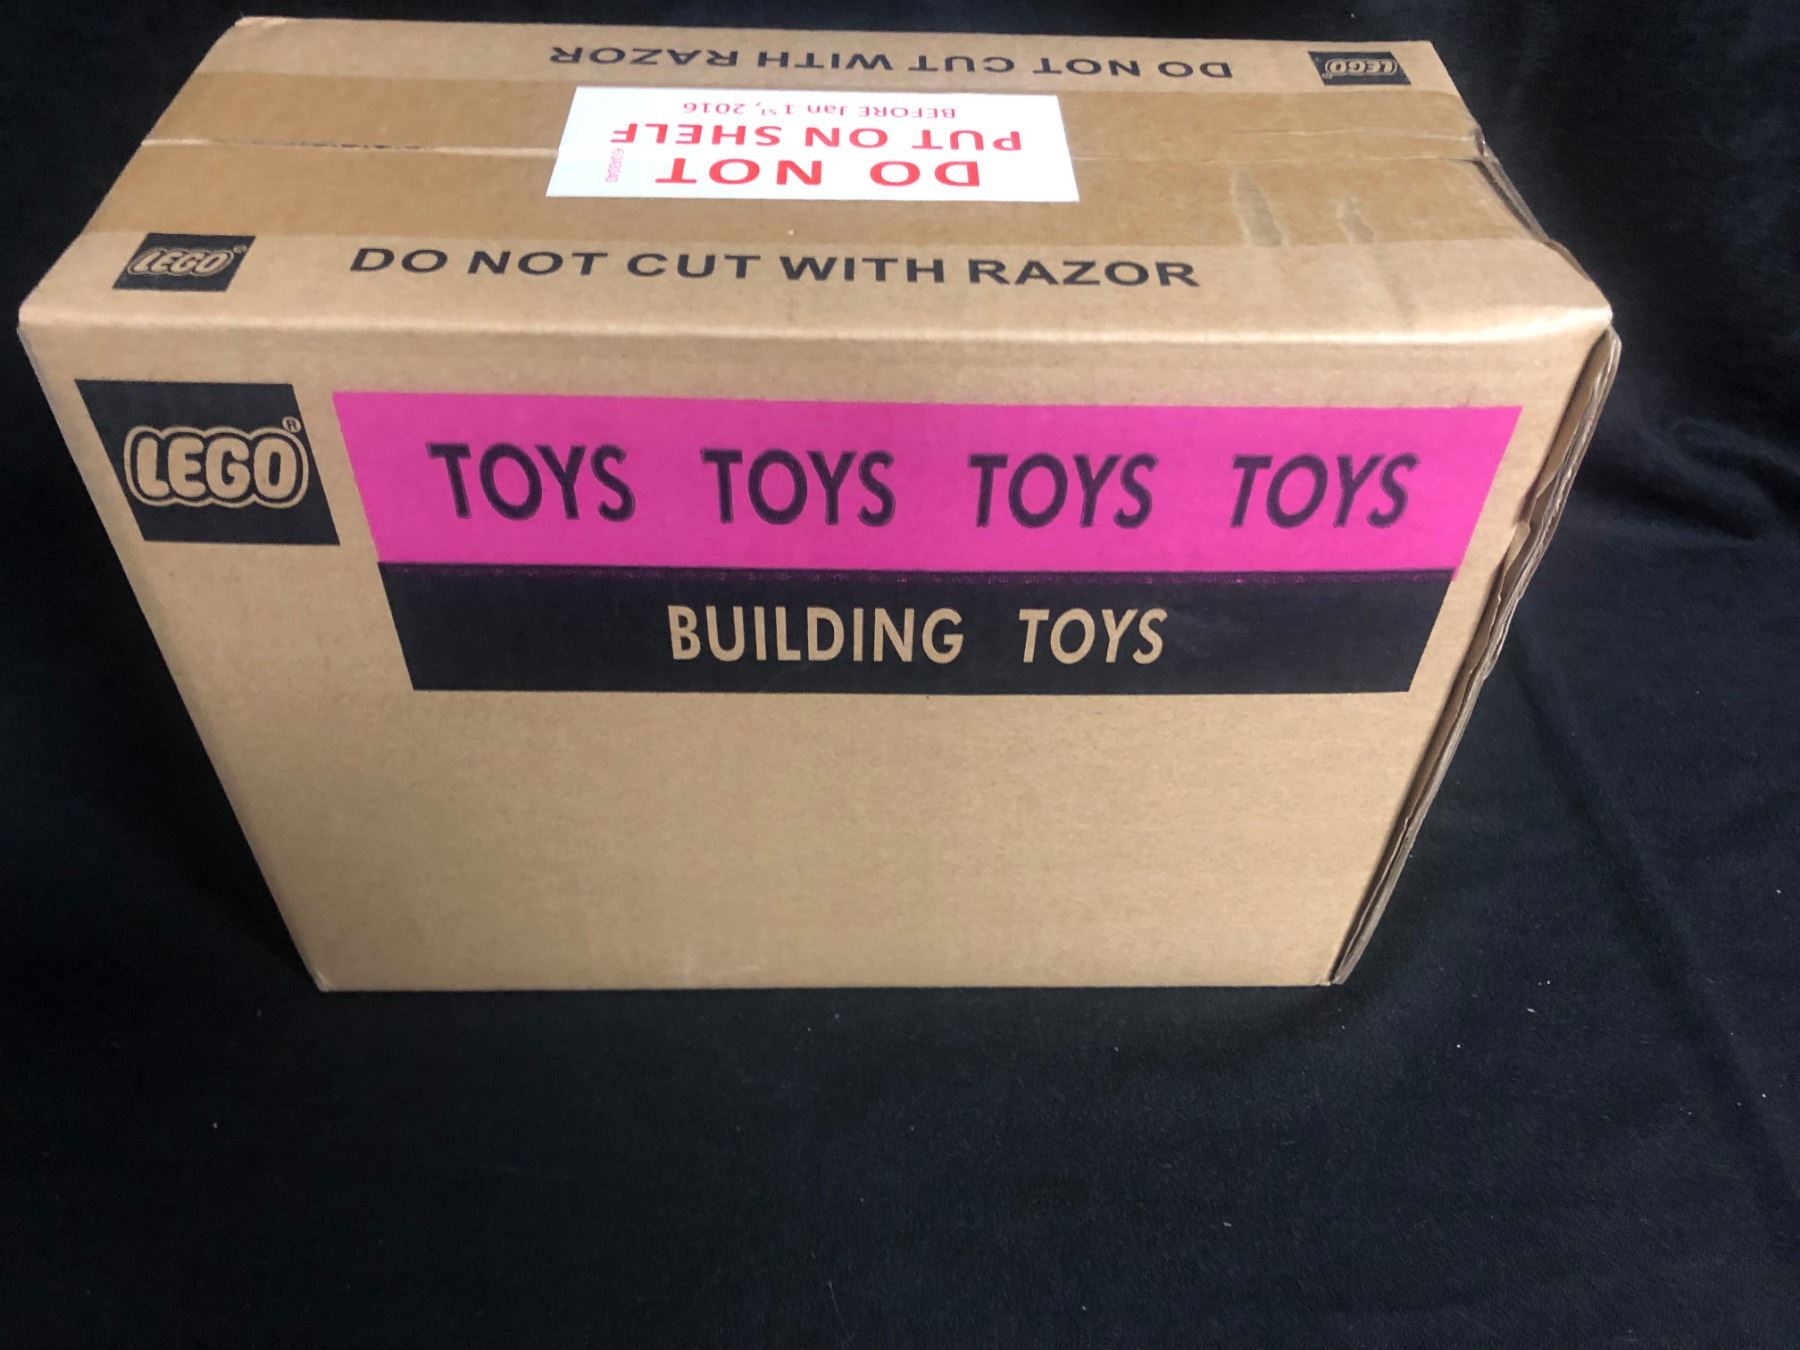 DO NOT CUT WITH RAZOR
LEGO
DO NOT
PUT ON SHELF
BEFORE Jan 1ST, 2016
LEGO®
DO NOT CUT WITH RAZOR
LEGO®
TOYS TOYS TOYS TOYS
BUILDING TOYS